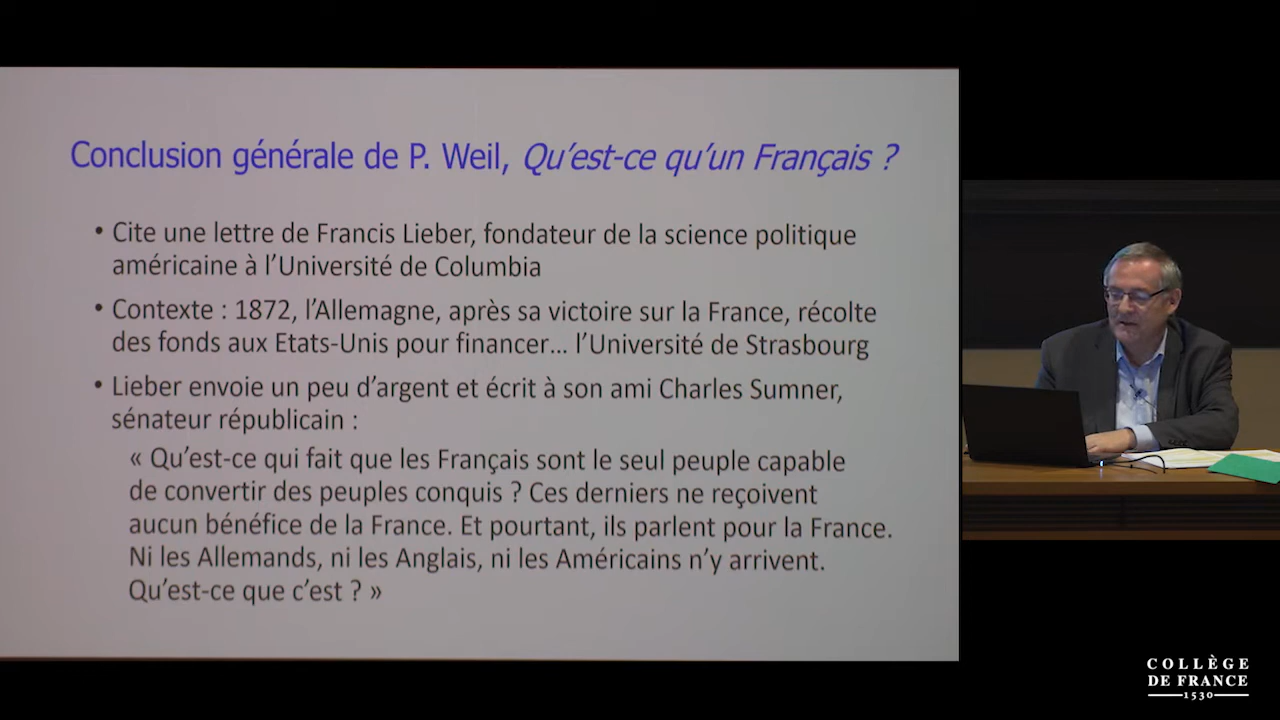 Conclusion générale de P. Weil, Qu'est-ce qu'un Français ?
• Cite une lettre de Francis Lieber, fondateur de la science politique
américaine à l'Université de Columbia
• Contexte : 1872, l'Allemagne, après sa victoire sur la France, récolte
des fonds aux Etats-Unis pour financer… l'Université de Strasbourg
• Lieber envoie un peu d'argent et écrit à son ami Charles Sumner,
sénateur républicain :
« Qu'est-ce qui fait que les Français sont le seul peuple capable
de convertir des peuples conquis ? Ces derniers ne reçoivent
aucun bénéfice de la France. Et pourtant, ils parlent pour la France.
Ni les Allemands, ni les Anglais, ni les Américains n'y arrivent.
Qu'est-ce que c'est ? »
COLLÈGE
DE FRANCE
1530